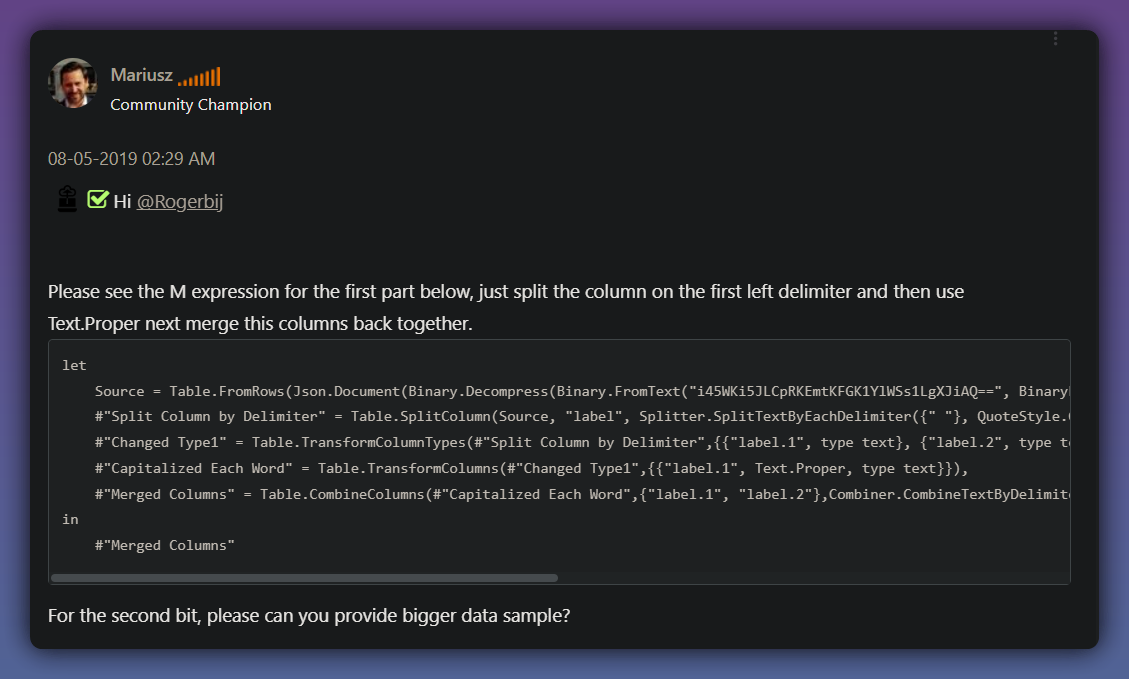 Mariusz
Community Champion
08-05-2019 02:29 AM
Hi @Rogerbij
Please see the M expression for the first part below, just split the column on the first left delimiter and then use
Text.Proper next merge this columns back together.
let
    Source = Table.FromRows(Json.Document(Binary.Decompress(Binary.FromText("i45WKi5JLCpRKEmtKFGK1YlWSs1LgXJiAQ==", Binary
    #"Split Column by Delimiter" = Table.SplitColumn(Source, "label", Splitter.SplitTextByEachDelimiter({" "}, QuoteStyle.
    #"Changed Type1" = Table.TransformColumnTypes(#"Split Column by Delimiter",{{"label.1", type text}, {"label.2", type te
    #"Capitalized Each Word" = Table.TransformColumns(#"Changed Type1",{{"label.1", Text.Proper, type text}}),
    #"Merged Columns" = Table.CombineColumns(#"Capitalized Each Word",{"label.1", "label.2"},Combiner.CombineTextByDelimite
in
    #"Merged Columns"
For the second bit, please can you provide bigger data sample?